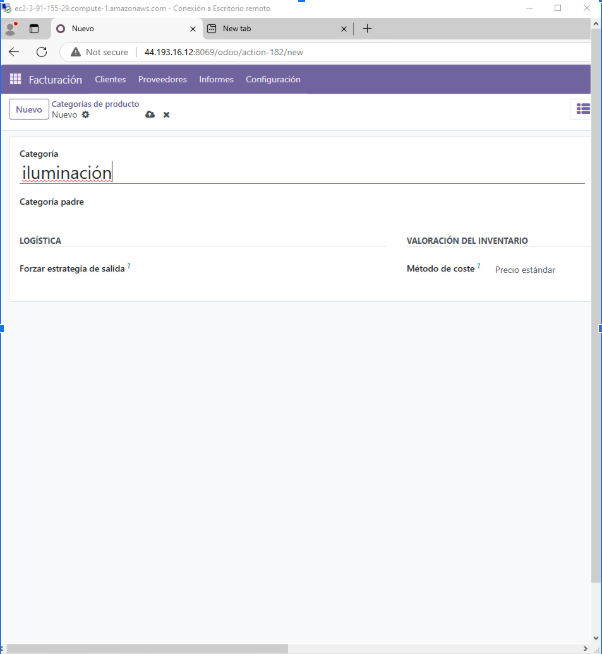 ec2-3-91-155-29.compute-1.amazonaws.com - Conexión a Escritorio remoto
Nuevo
New tab
Not secure
44.193.16.12:8069/odoo/action-182/new
Facturación
Clientes
Proveedores
Informes
Configuración
Nuevo
Categorías de producto
Nuevo
Categoría
iluminación
Categoría padre
LOGÍSTICA
VALORACIÓN DEL INVENTARIO
Forzar estrategia de salida ?
Método de coste ?
Precio estándar